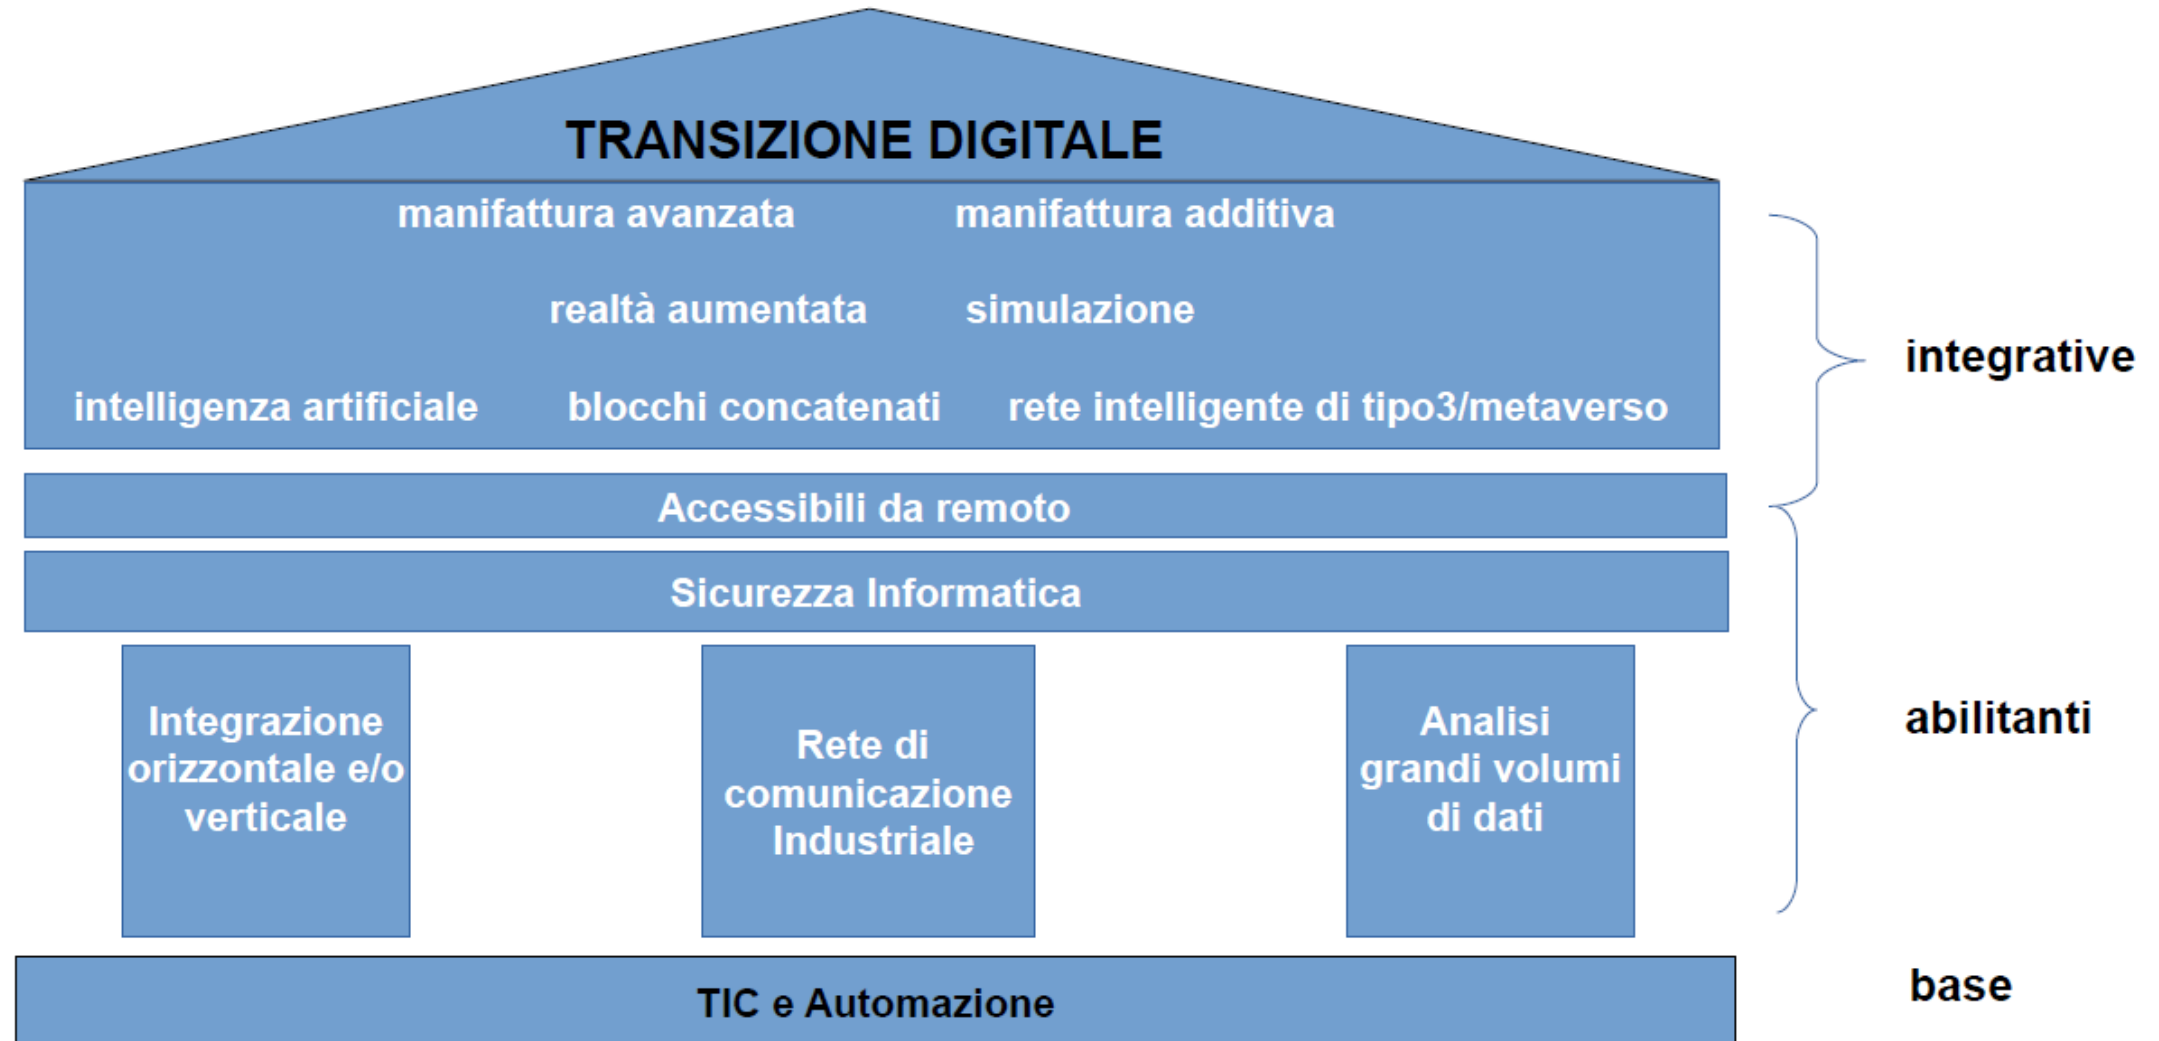 TRANSIZIONE DIGITALE
manifattura avanzata manifattura additiva
realtà aumentata simulazione
intelligenza artificiale blocchi concatenati rete intelligente di tipo3/metaverso
integrative
Accessibili da remoto
Sicurezza Informatica
Integrazione
orizzontale e/o
verticale
Rete di
comunicazione
Industriale
Analisi
grandi volumi
di dati
abilitanti
TIC e Automazione
base